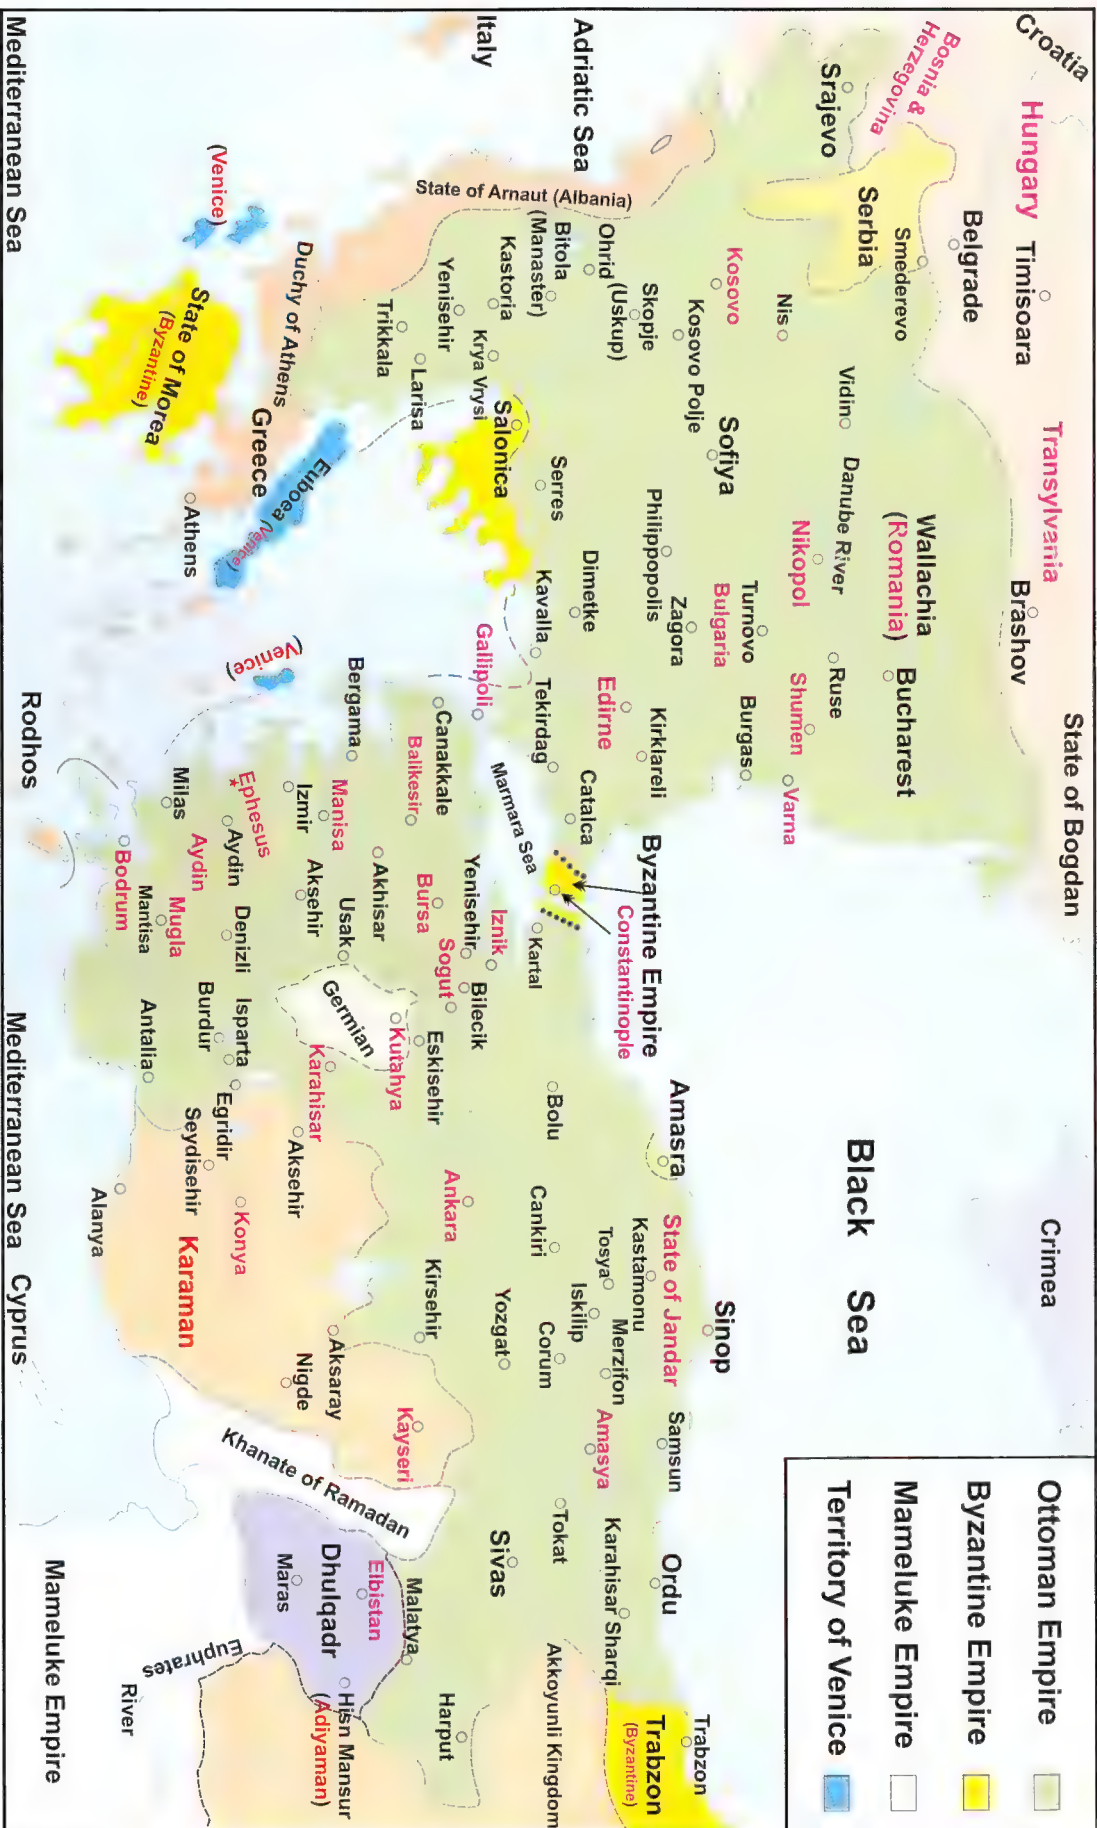 Croatia
Hungary
Timisoara
Transylvania
Brashov
State of Bogdan
Crimea
Bosnia &
Herzegovina
Srajevo
Serbia
Smederevo
Belgrade
Wallachia
(Romania)
Bucharest
Vidin
Danube River
Nikopol
Ruse
Shumen
Varna
Nis
Kosovo
Kosovo Polje
Sofiya
Turnovo
Bulgaria
Burgas
Black Sea
Ottoman Empire
Byzantine Empire
Mameluke Empire
Territory of Venice
Adriatic Sea
Italy
State of Arnaut (Albania)
Ohrid
Skopje
(Uskup)
Bitola
(Manaster)
Kastoria
Yenisehir
Trikkala
Larisa
Krya Vrysi
Salonica
Serres
Philippopolis
Zagora
Dimetke
Kavalla
Edirne
Kirklareli
Tekirdag
Catalca
Gallipoli
Marmara Sea
Byzantine Empire
Constantinople
Kartal
Amasra
Bolu
Sinop
State of Jandar
Kastamonu
Tosya
Cankiri
Iskilip
Merzifon
Corum
Samsun
Amasya
Tokat
Ordu
Karahisar Sharqi
Trabzon
Trabzon
(Byzantine)
Akkoyunli Kingdom
Canakkale
Balikesir
Bergama
Bursa
Yenisehir
Iznik
Sogut
Bilecik
Eskisehir
Ankara
Kirsehir
Yozgat
Sivas
Harput
Malatya
Elbistan
Dhulqadr
Maras
Hisn Mansur
(Adiyaman)
Kayseri
Khanate of Ramadan
Aksaray
Nigde
Manisa
Izmir
Akhisar
Usak
Aksehir
Germian
Kutahya
Karahisar
Aksehir
Ephesus
Aydin
Aydin
Denizli
Isparta
Burdur
Egridir
Seydisehir
Konya
Karaman
Milas
Mugla
Mantisa
Bodrum
Antalia
Alanya
(Venice)
Duchy of Athens
Greece
Euboea (Venice)
Athens
State of Morea
(Byzantine)
(Venice)
Mediterranean Sea
Rodhos
Mediterranean Sea
Cyprus
Euphrates
River
Mameluke Empire